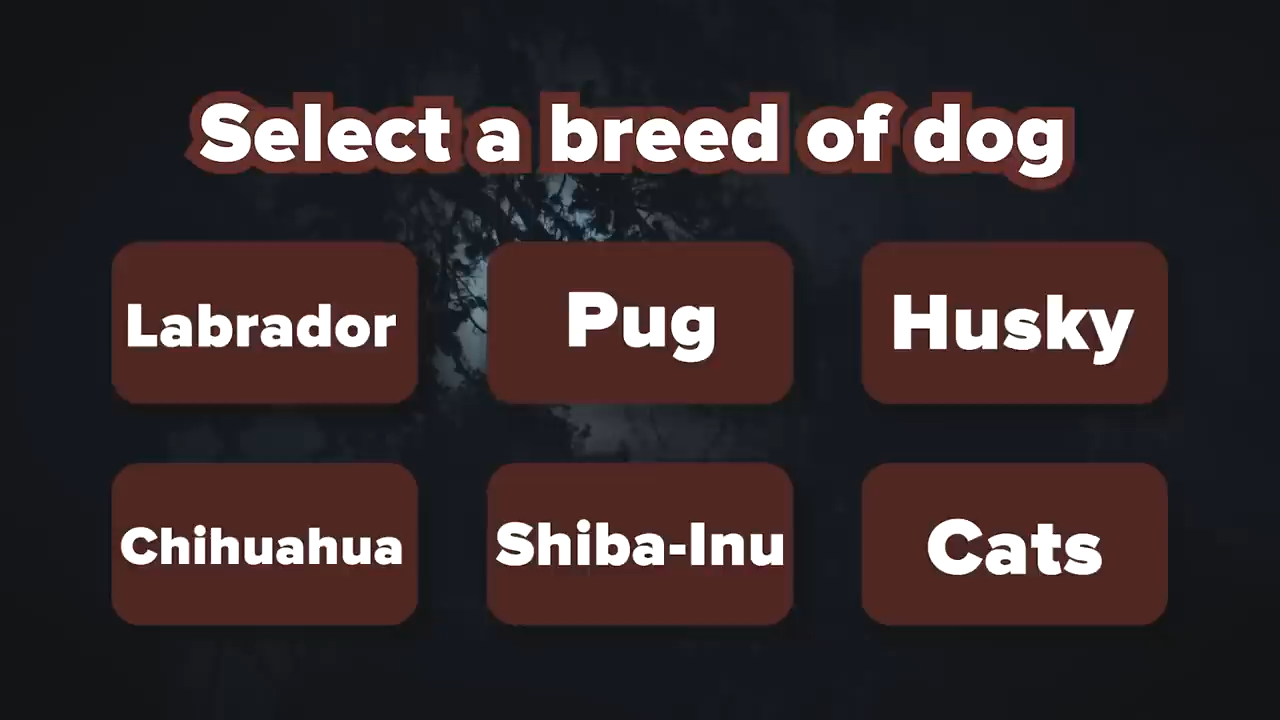 Select a breed of dog
Labrador
Pug
Husky
Chihuahua
Shiba-Inu
Cats